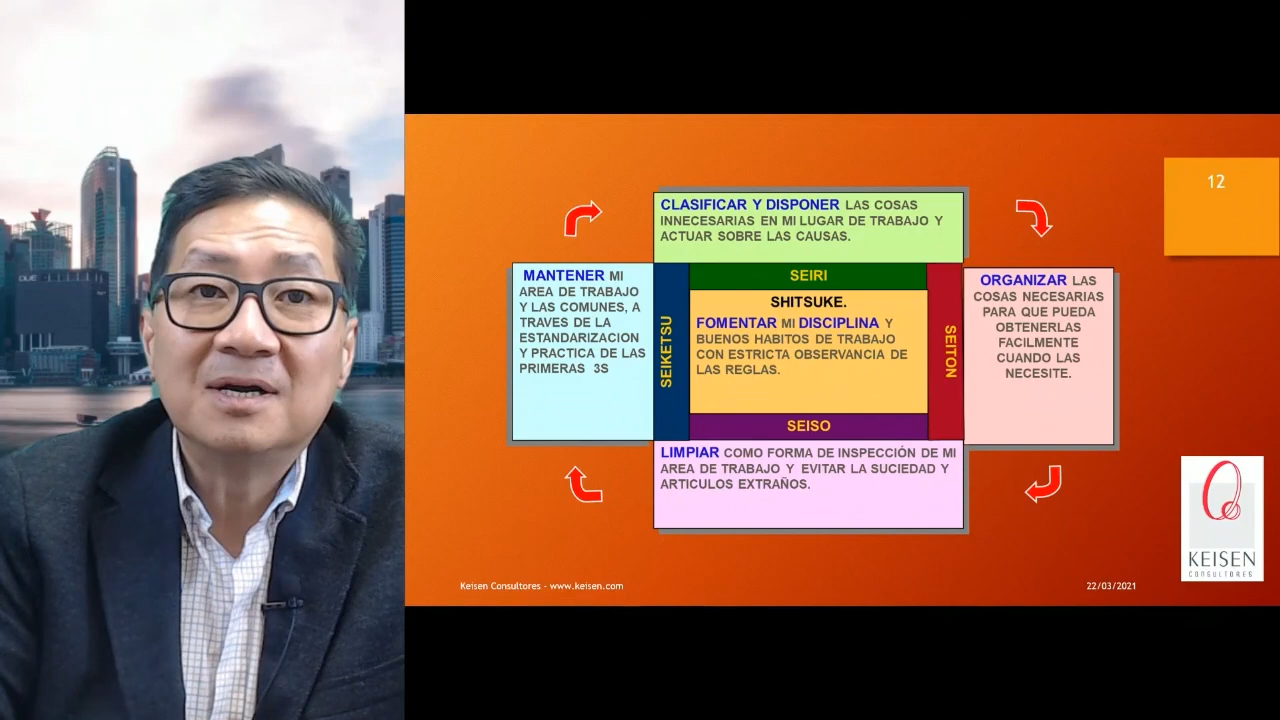 12
CLASIFICAR Y DISPONER LAS COSAS
INNECESARIAS EN MI LUGAR DE TRABAJO Y
ACTUAR SOBRE LAS CAUSAS.
MANTENER MI
AREA DE TRABAJO
Y LAS COMUNES, A
TRAVES DE LA
ESTANDARIZACION
Y PRACTICA DE LAS
PRIMERAS 3S
SEIKETSU
SEIRI
SHITSUKE.
FOMENTAR MI DISCIPLINA Y
BUENOS HABITOS DE TRABAJO
CON ESTRICTA OBSERVANCIA DE
LAS REGLAS.
SEISO
SEITON
ORGANIZAR LAS
COSAS NECESARIAS
PARA QUE PUEDA
OBTENERLAS
FACILMENTE
CUANDO LAS
NECESITE.
LIMPIAR COMO FORMA DE INSPECCIÓN DE MI
AREA DE TRABAJO Y EVITAR LA SUCIEDAD Y
ARTICULOS EXTRAÑOS.
KEISEN
CONSULTORES
Keisen Consultores - www.keisen.com
22/03/2021